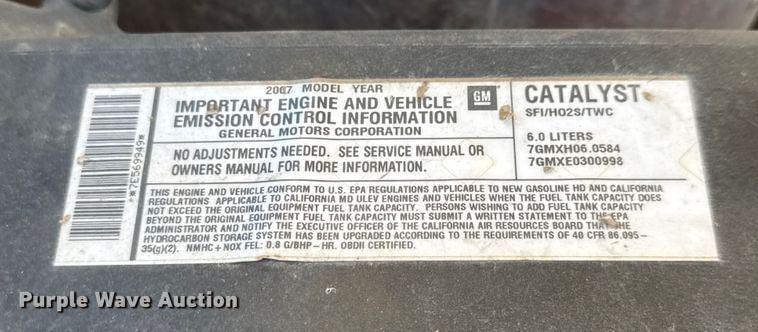 2007 MODEL YEAR
IMPORTANT ENGINE AND VEHICLE
EMISSION CONTROL INFORMATION
GENERAL MOTORS CORPORATION
GM
CATALYST
SFI/HO2S/TWC
NO ADJUSTMENTS NEEDED. SEE SERVICE MANUAL OR
OWNERS MANUAL FOR MORE INFORMATION.
6.0 LITERS
7GMXH06.0584
7GMXE0300998
*7E569949*
THIS ENGINE AND VEHICLE CONFORM TO U.S. EPA REGULATIONS APPLICABLE TO NEW GASOLINE HD AND CALIFORNIA
REGULATIONS APPLICABLE TO CALIFORNIA MD ULEV ENGINES AND VEHICLES WHEN THE FUEL TANK CAPACITY DOES
NOT EXCEED THE ORIGINAL EQUIPMENT FUEL TANK CAPACITY. PERSONS WISHING TO ADD FUEL TANK CAPACITY
BEYOND THE ORIGINAL EQUIPMENT FUEL TANK CAPACITY MUST SUBMIT A WRITTEN STATEMENT TO THE EPA
ADMINISTRATOR AND NOTIFY THE EXECUTIVE OFFICER OF THE CALIFORNIA AIR RESOURCES BOARD THAT THE
HYDROCARBON STORAGE SYSTEM HAS BEEN UPGRADED ACCORDING TO THE REQUIREMENTS OF 40 CFR 86.095-
35(g)(2). NMHC + NOX FEL: 0.8 G/BHP-HR. OBDII CERTIFIED.
Purple Wave Auction